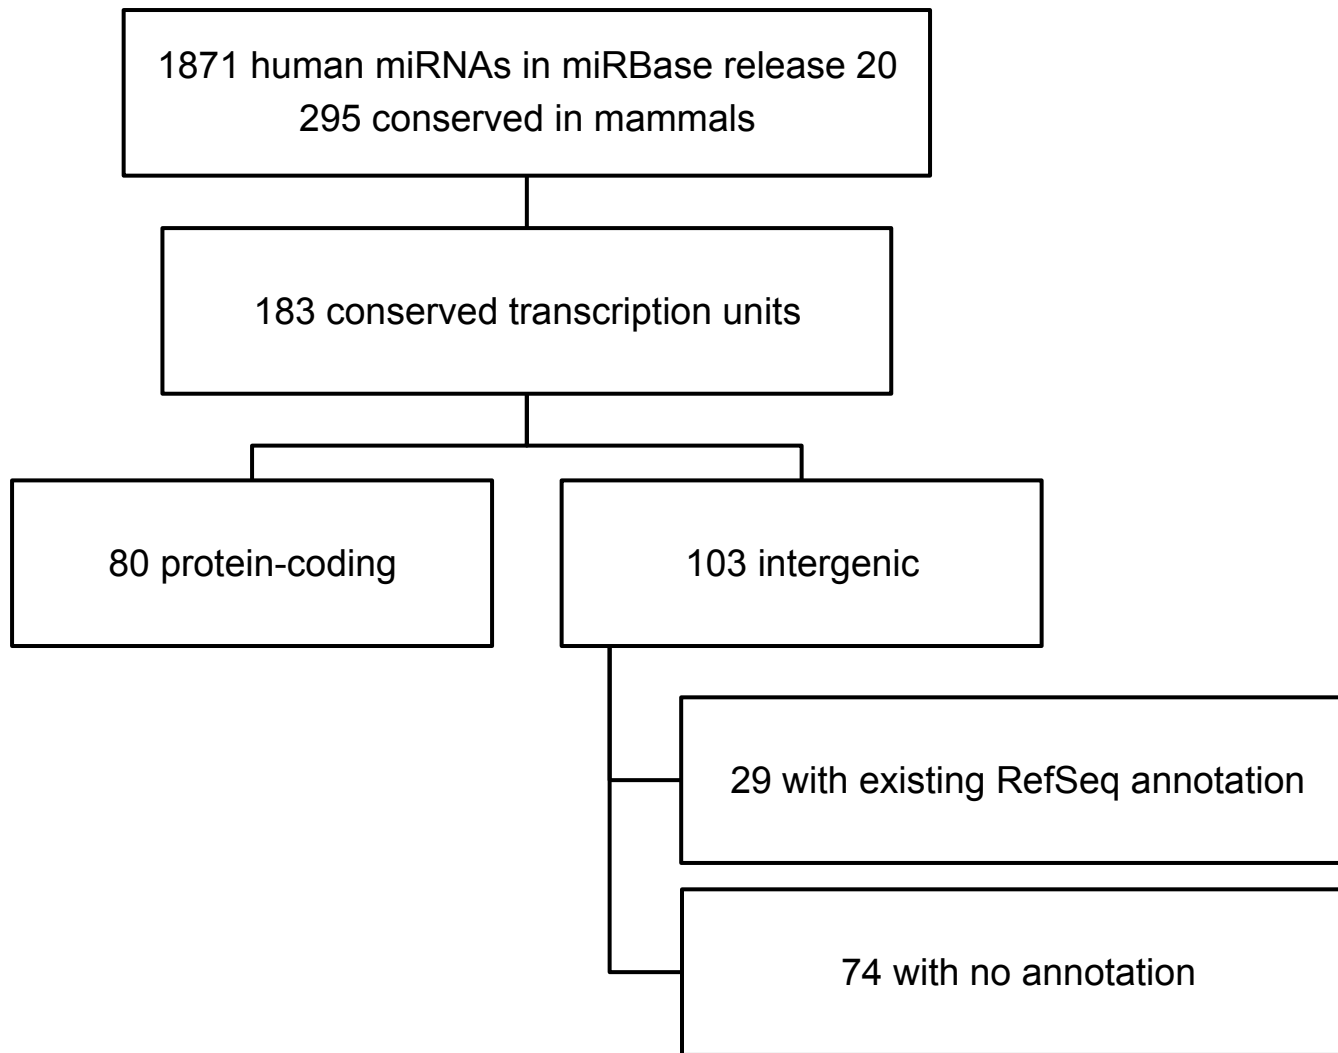 1871 human miRNAs in miRBase release 20
295 conserved in mammals
183 conserved transcription units
80 protein-coding
103 intergenic
29 with existing RefSeq annotation
74 with no annotation